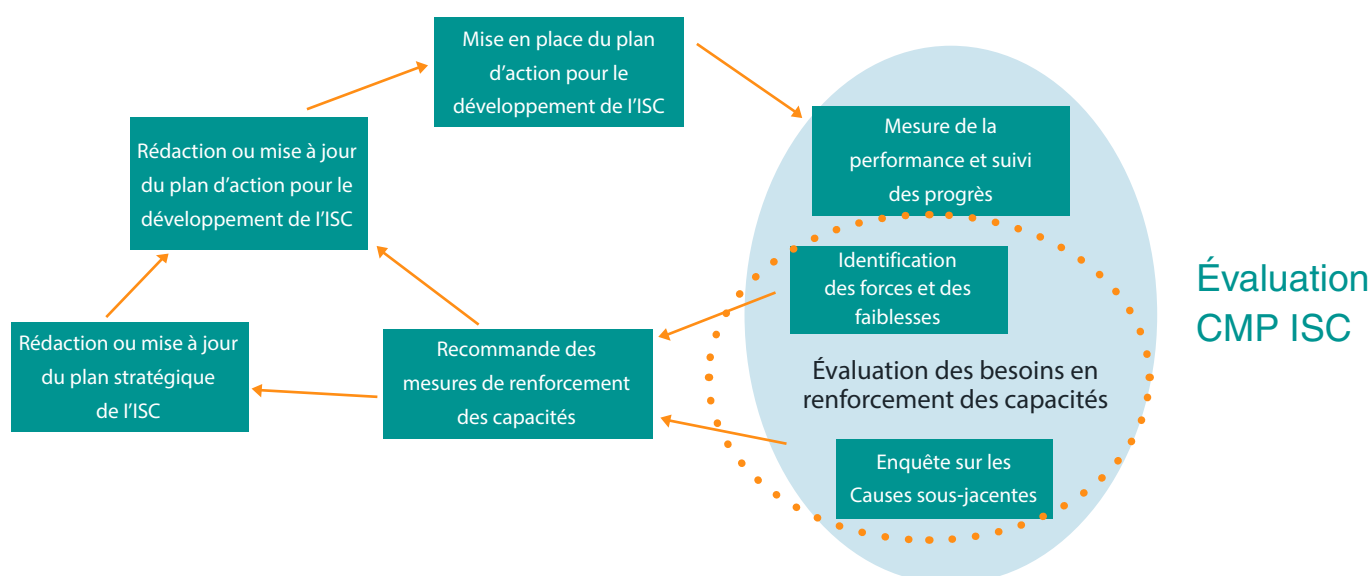 Mise en place du plan
d'action pour le
développement de l'ISC
Rédaction ou mise à jour
du plan d'action pour le
développement de l'ISC
Rédaction ou mise à jour
du plan stratégique
de l'ISC
Recommande des
mesures de renforcement
des capacités
Mesure de la
performance et suivi
des progrès
Identification
des forces et des
faiblesses
Évaluation des besoins en
renforcement des capacités
Enquête sur les
Causes sous-jacentes
Évaluation
CMP ISC